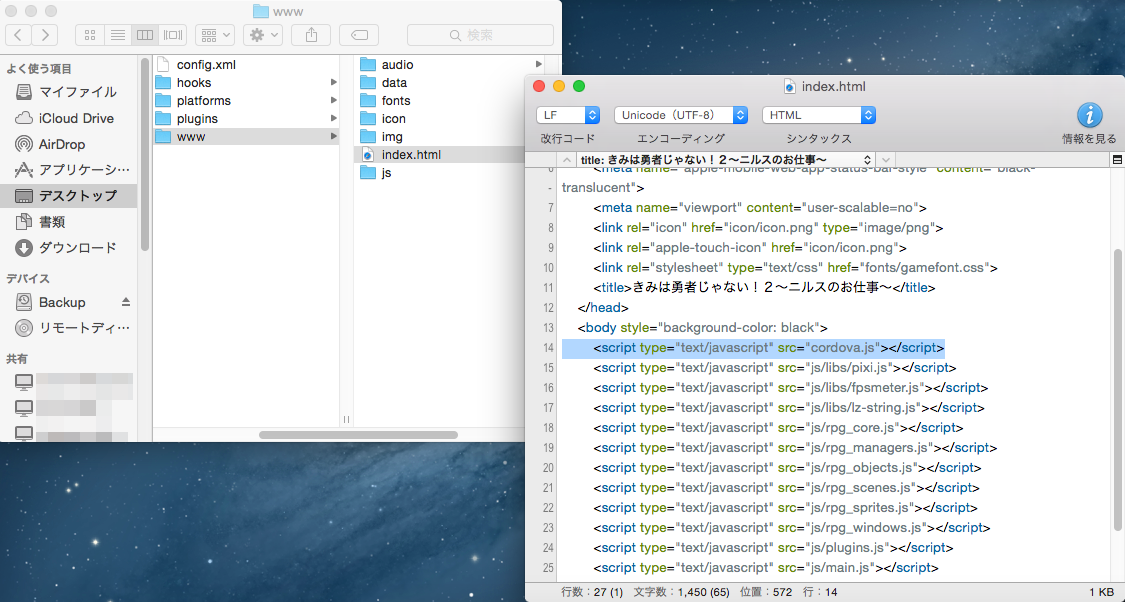 www
検索
よく使う項目
マイファイル
iCloud Drive
AirDrop
アプリケーシ…
デスクトップ
書類
ダウンロード
デバイス
Backup
リモートディ…
共有
config.xml
hooks
platforms
plugins
www
audio
data
fonts
icon
img
index.html
js
index.html
LF
Unicode（UTF-8）
HTML
改行コード
エンコーディング
シンタックス
情報を見る
title: きみは勇者じゃない！２〜ニルスのお仕事〜
6 <meta name="apple-mobile-web-app-status-bar-style" content="black-
- translucent">
7 <meta name="viewport" content="user-scalable=no">
8 <link rel="icon" href="icon/icon.png" type="image/png">
9 <link rel="apple-touch-icon" href="icon/icon.png">
10 <link rel="stylesheet" type="text/css" href="fonts/gamefont.css">
11 <title>きみは勇者じゃない！２〜ニルスのお仕事〜</title>
12 </head>
13 <body style="background-color: black">
14 <script type="text/javascript" src="cordova.js"></script>
15 <script type="text/javascript" src="js/libs/pixi.js"></script>
16 <script type="text/javascript" src="js/libs/fpsmeter.js"></script>
17 <script type="text/javascript" src="js/libs/lz-string.js"></script>
18 <script type="text/javascript" src="js/rpg_core.js"></script>
19 <script type="text/javascript" src="js/rpg_managers.js"></script>
20 <script type="text/javascript" src="js/rpg_objects.js"></script>
21 <script type="text/javascript" src="js/rpg_scenes.js"></script>
22 <script type="text/javascript" src="js/rpg_sprites.js"></script>
23 <script type="text/javascript" src="js/rpg_windows.js"></script>
24 <script type="text/javascript" src="js/plugins.js"></script>
25 <script type="text/javascript" src="js/main.js"></script>
行数：27 (1) 文字数：1,450 (65) 位置：572 行：14 1 KB